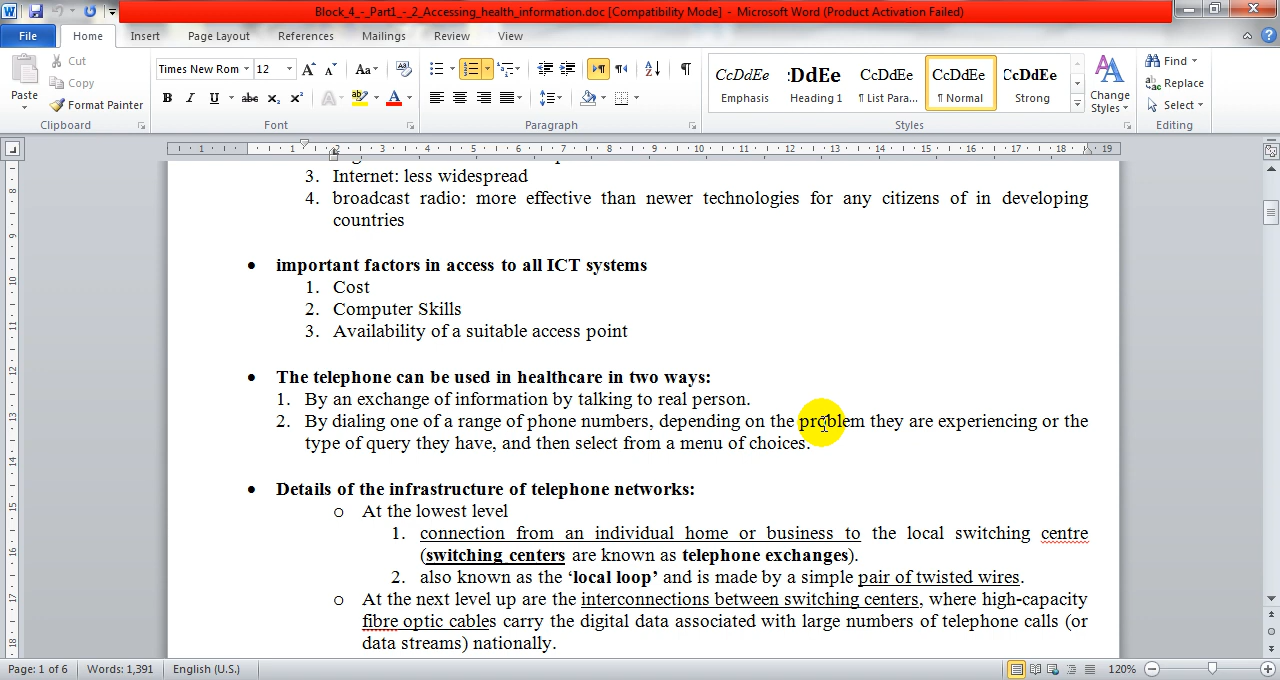 Block_4_-_Part1_-_2_Accessing_health_information.doc [Compatibility Mode] - Microsoft Word (Product Activation Failed)
File Home Insert Page Layout References Mailings Review View
Paste
Cut
Copy
Format Painter
Clipboard
Times New Rom 12
Font
Paragraph
CcDdEe :DdEe CcDdEe CcDdEe CcDdEe
Emphasis Heading 1 ¶ List Para... ¶ Normal Strong
Change Styles
Styles
Find
Replace
Select
Editing
3. Internet: less widespread
4. broadcast radio: more effective than newer technologies for any citizens of in developing
countries
• important factors in access to all ICT systems
1. Cost
2. Computer Skills
3. Availability of a suitable access point
• The telephone can be used in healthcare in two ways:
1. By an exchange of information by talking to real person.
2. By dialing one of a range of phone numbers, depending on the problem they are experiencing or the
type of query they have, and then select from a menu of choices.
• Details of the infrastructure of telephone networks:
o At the lowest level
1. connection from an individual home or business to the local switching centre
(switching centers are known as telephone exchanges).
2. also known as the ‘local loop’ and is made by a simple pair of twisted wires.
o At the next level up are the interconnections between switching centers, where high-capacity
fibre optic cables carry the digital data associated with large numbers of telephone calls (or
data streams) nationally.
Page: 1 of 6 Words: 1,391 English (U.S.) 120%